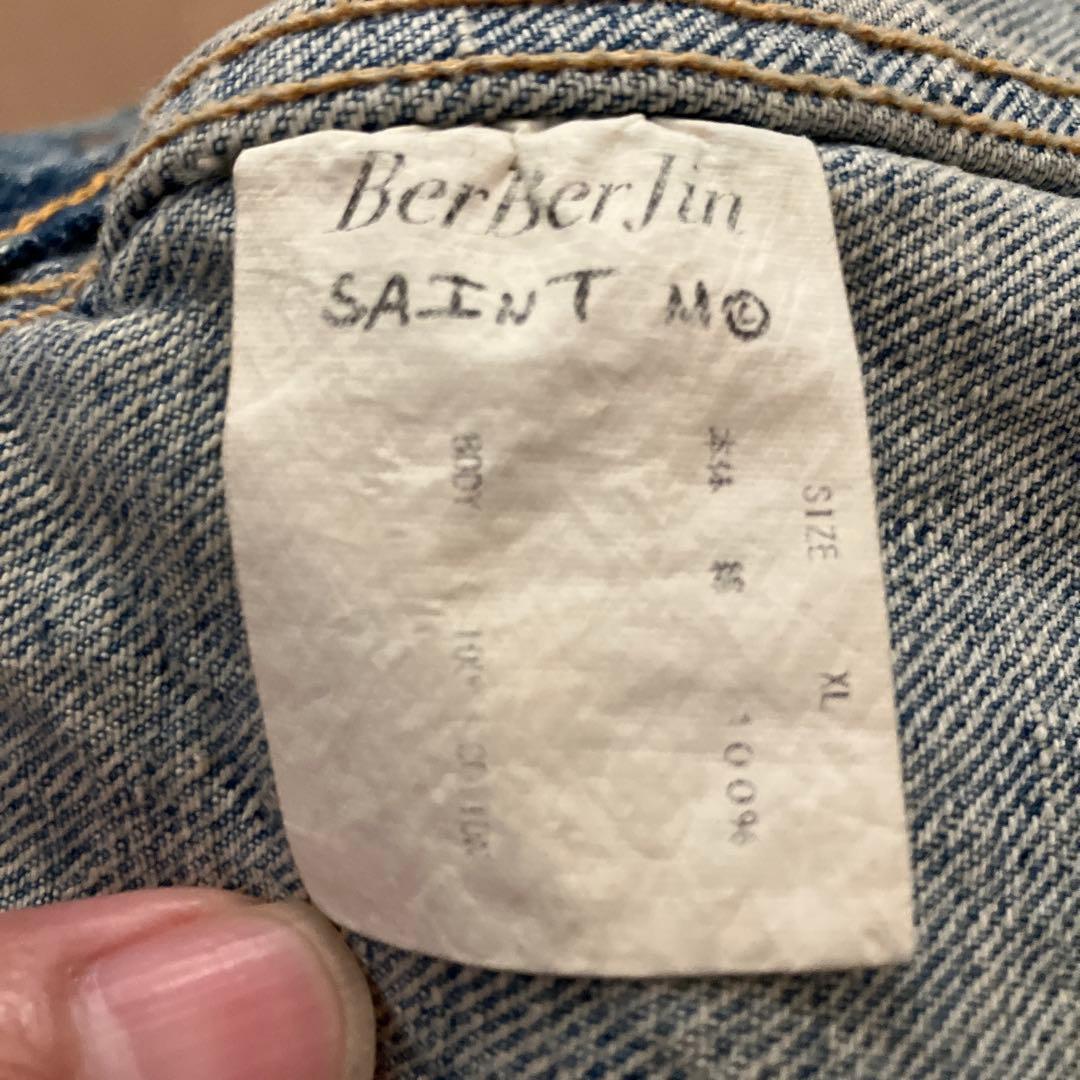 BerBerJin
SAINT M©
SIZE XL
本体 綿 100%
BODY 100% COTTON